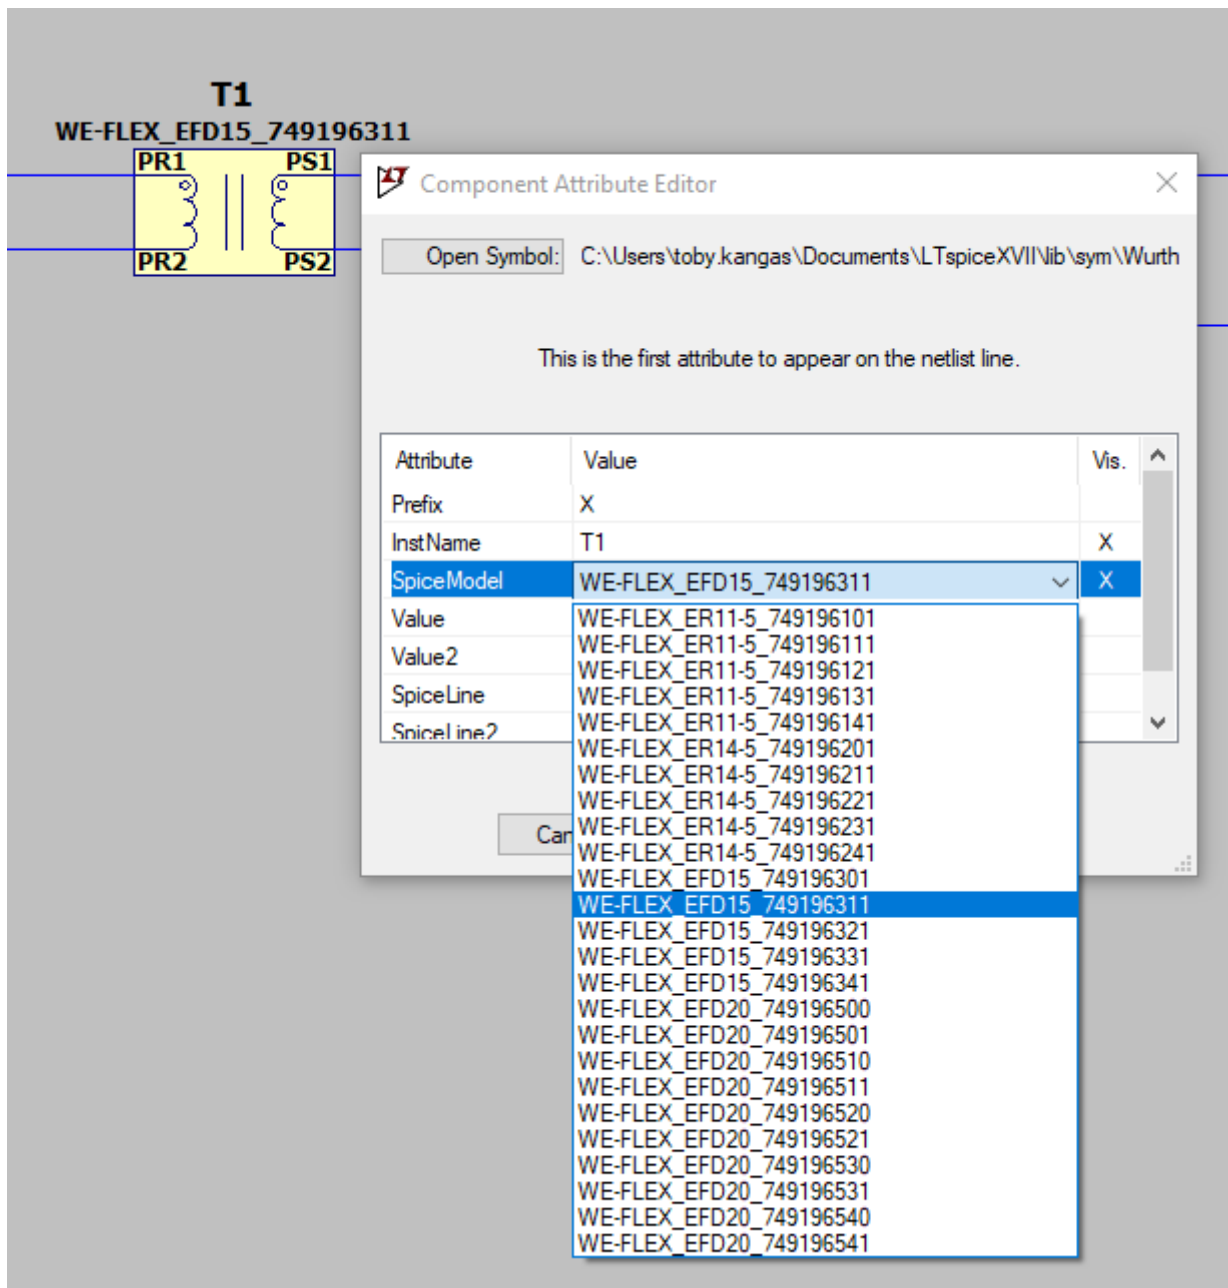 T1
WE-FLEX_EFD15_749196311
PR1 PS1
PR2 PS2
Component Attribute Editor
Open Symbol: C:\Users\toby.kangas\Documents\LTspiceXVII\lib\sym\Wurth
This is the first attribute to appear on the netlist line.
Attribute Value Vis.
Prefix X
InstName T1 X
SpiceModel WE-FLEX_EFD15_749196311 X
Value
Value2
SpiceLine
SpiceLine2
Can
WE-FLEX_ER11-5_749196101
WE-FLEX_ER11-5_749196111
WE-FLEX_ER11-5_749196121
WE-FLEX_ER11-5_749196131
WE-FLEX_ER11-5_749196141
WE-FLEX_ER14-5_749196201
WE-FLEX_ER14-5_749196211
WE-FLEX_ER14-5_749196221
WE-FLEX_ER14-5_749196231
WE-FLEX_ER14-5_749196241
WE-FLEX_EFD15_749196301
WE-FLEX_EFD15_749196311
WE-FLEX_EFD15_749196321
WE-FLEX_EFD15_749196331
WE-FLEX_EFD15_749196341
WE-FLEX_EFD20_749196500
WE-FLEX_EFD20_749196501
WE-FLEX_EFD20_749196510
WE-FLEX_EFD20_749196511
WE-FLEX_EFD20_749196520
WE-FLEX_EFD20_749196521
WE-FLEX_EFD20_749196530
WE-FLEX_EFD20_749196531
WE-FLEX_EFD20_749196540
WE-FLEX_EFD20_749196541